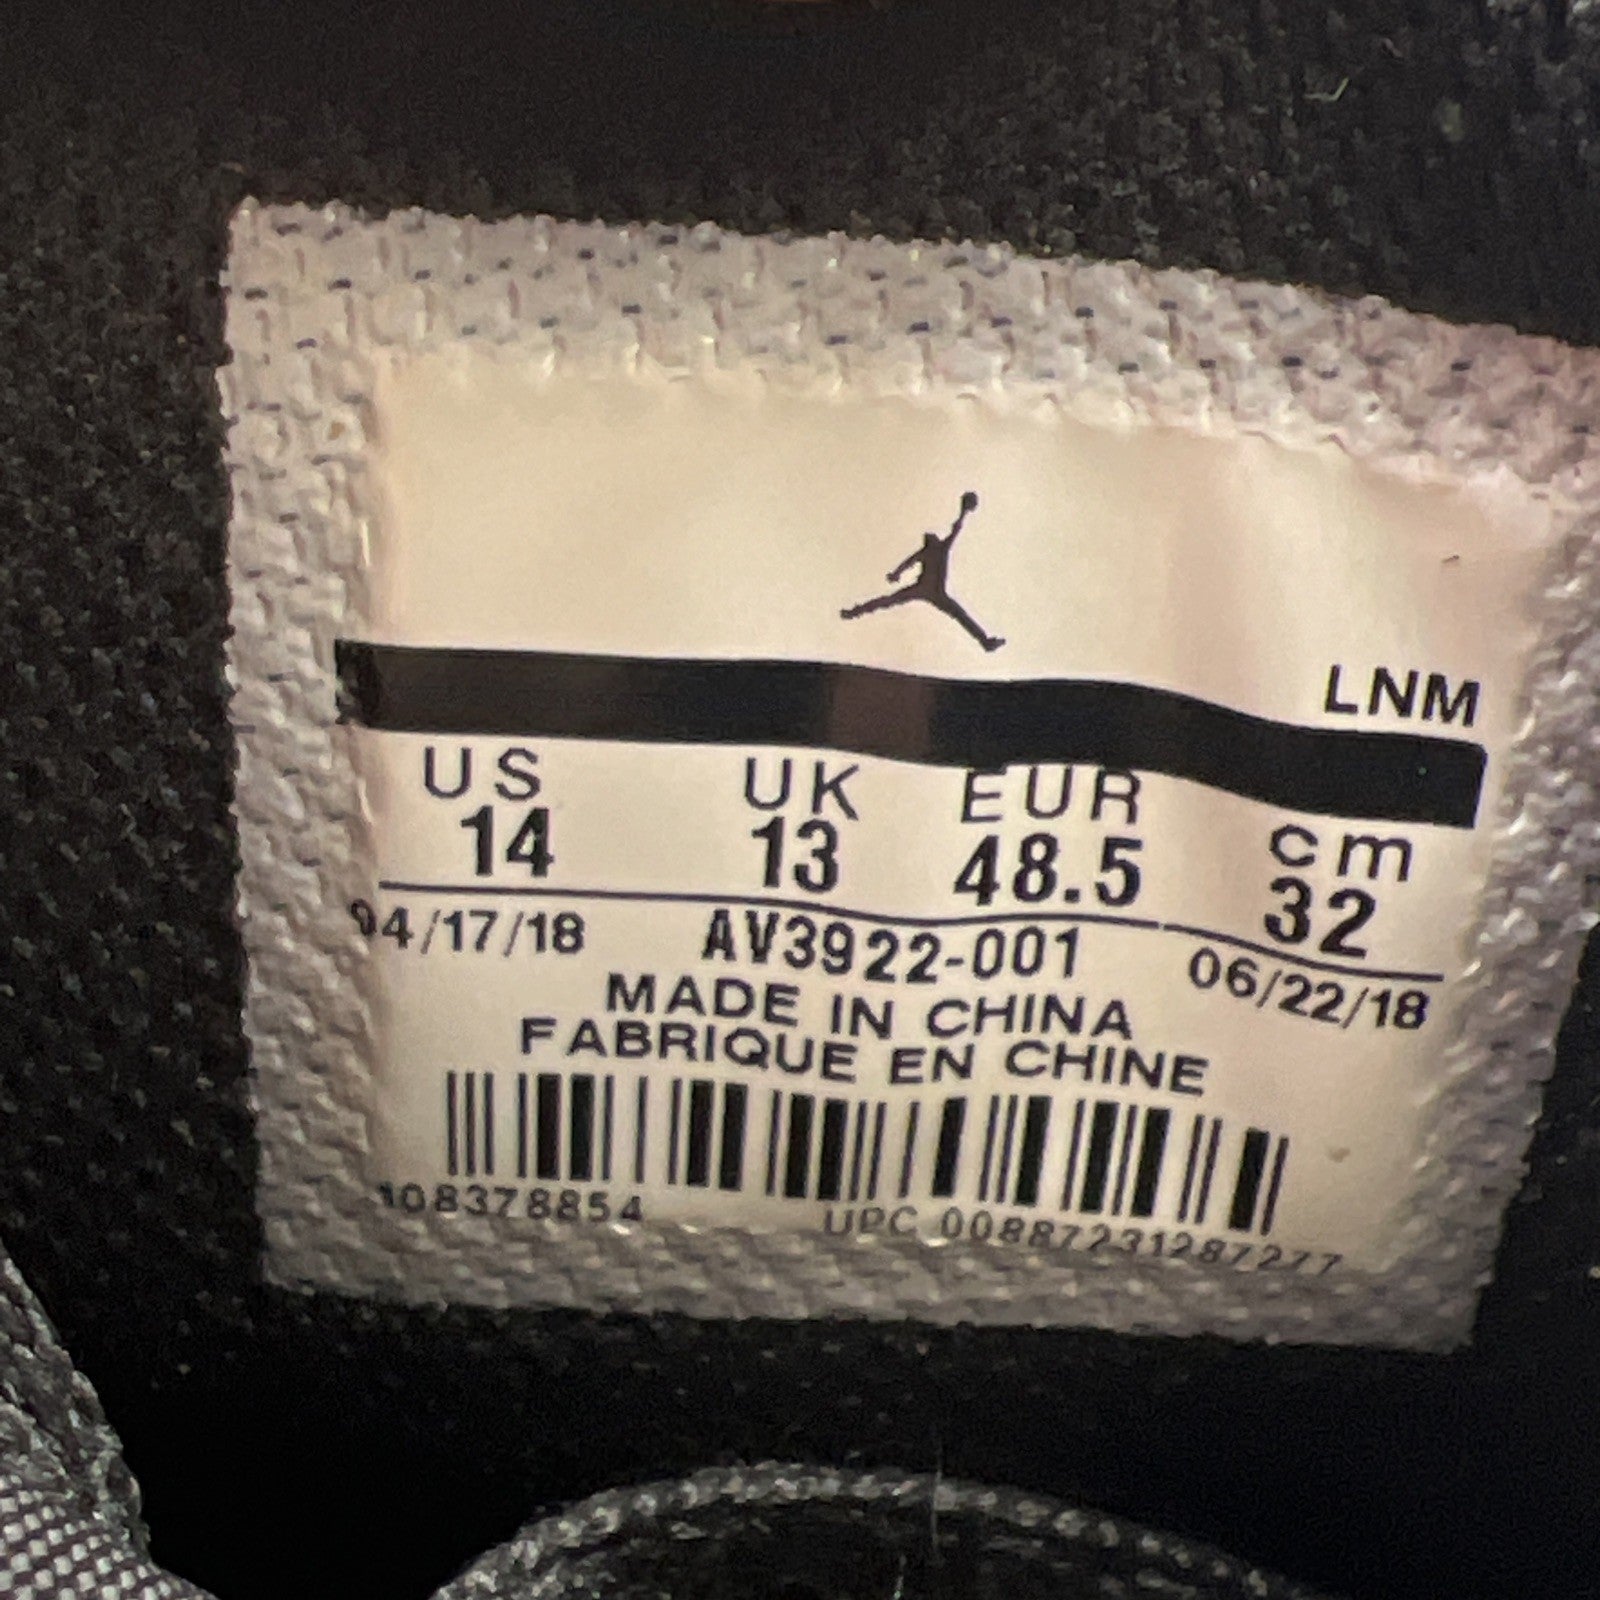 LNM
US UK EUR cm
14 13 48.5 32
04/17/18 AV3922-001 06/22/18
MADE IN CHINA
FABRIQUE EN CHINE
108378854 UPC 00887231287277